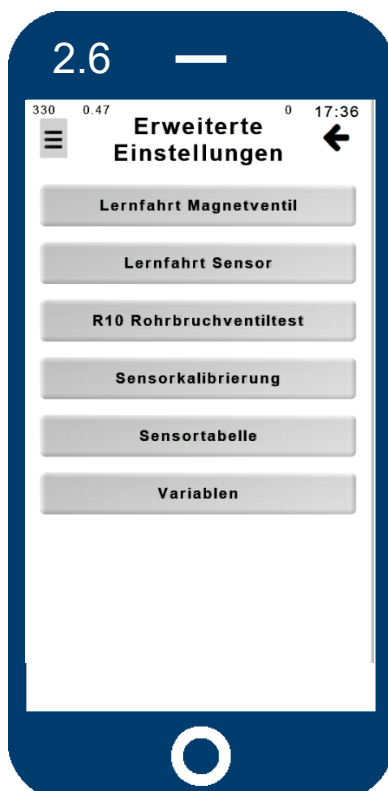 2.6
330 0.47 0 17:36
Erweiterte
Einstellungen
Lernfahrt Magnetventil
Lernfahrt Sensor
R10 Rohrbruchventiltest
Sensorkalibrierung
Sensortabelle
Variablen